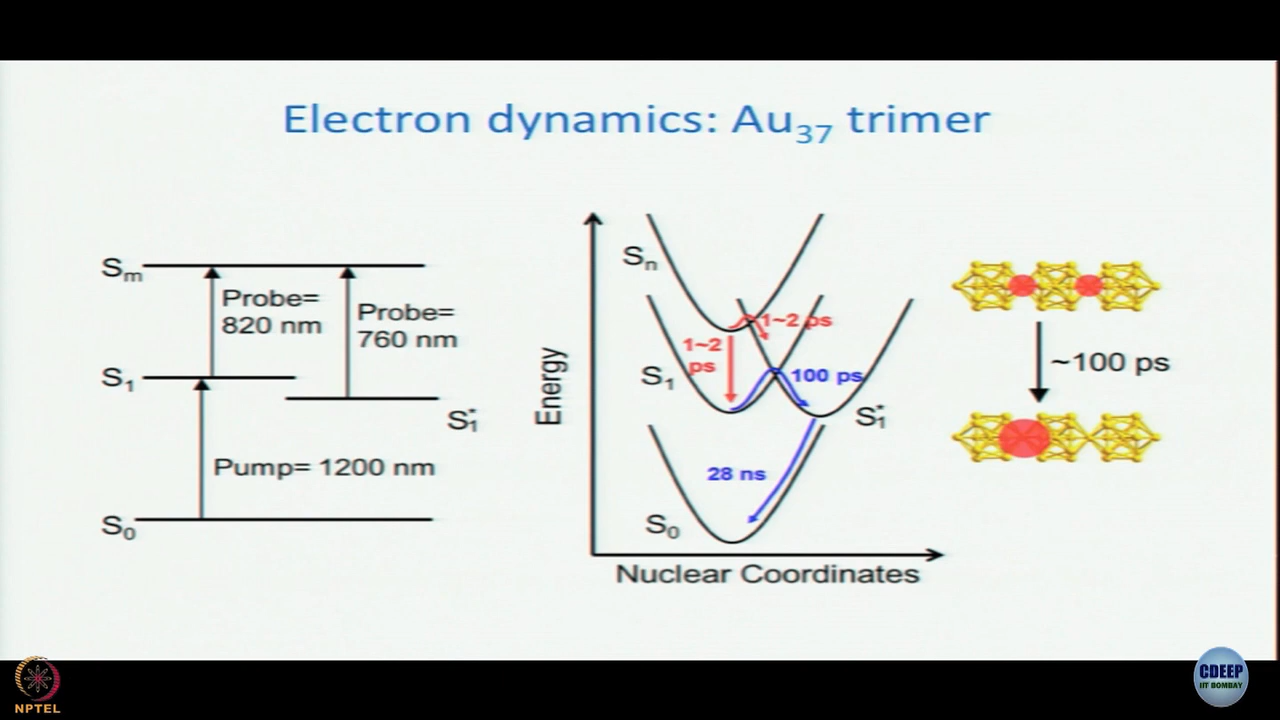 Electron dynamics: Au37 trimer
Sm
Probe=
820 nm
Probe=
760 nm
S1
S1*
Pump= 1200 nm
S0
Energy
Sn
1~2 ps
1~2
ps
S1
100 ps
S1*
28 ns
S0
Nuclear Coordinates
~100 ps
NPTEL
CDEEP
IIT BOMBAY